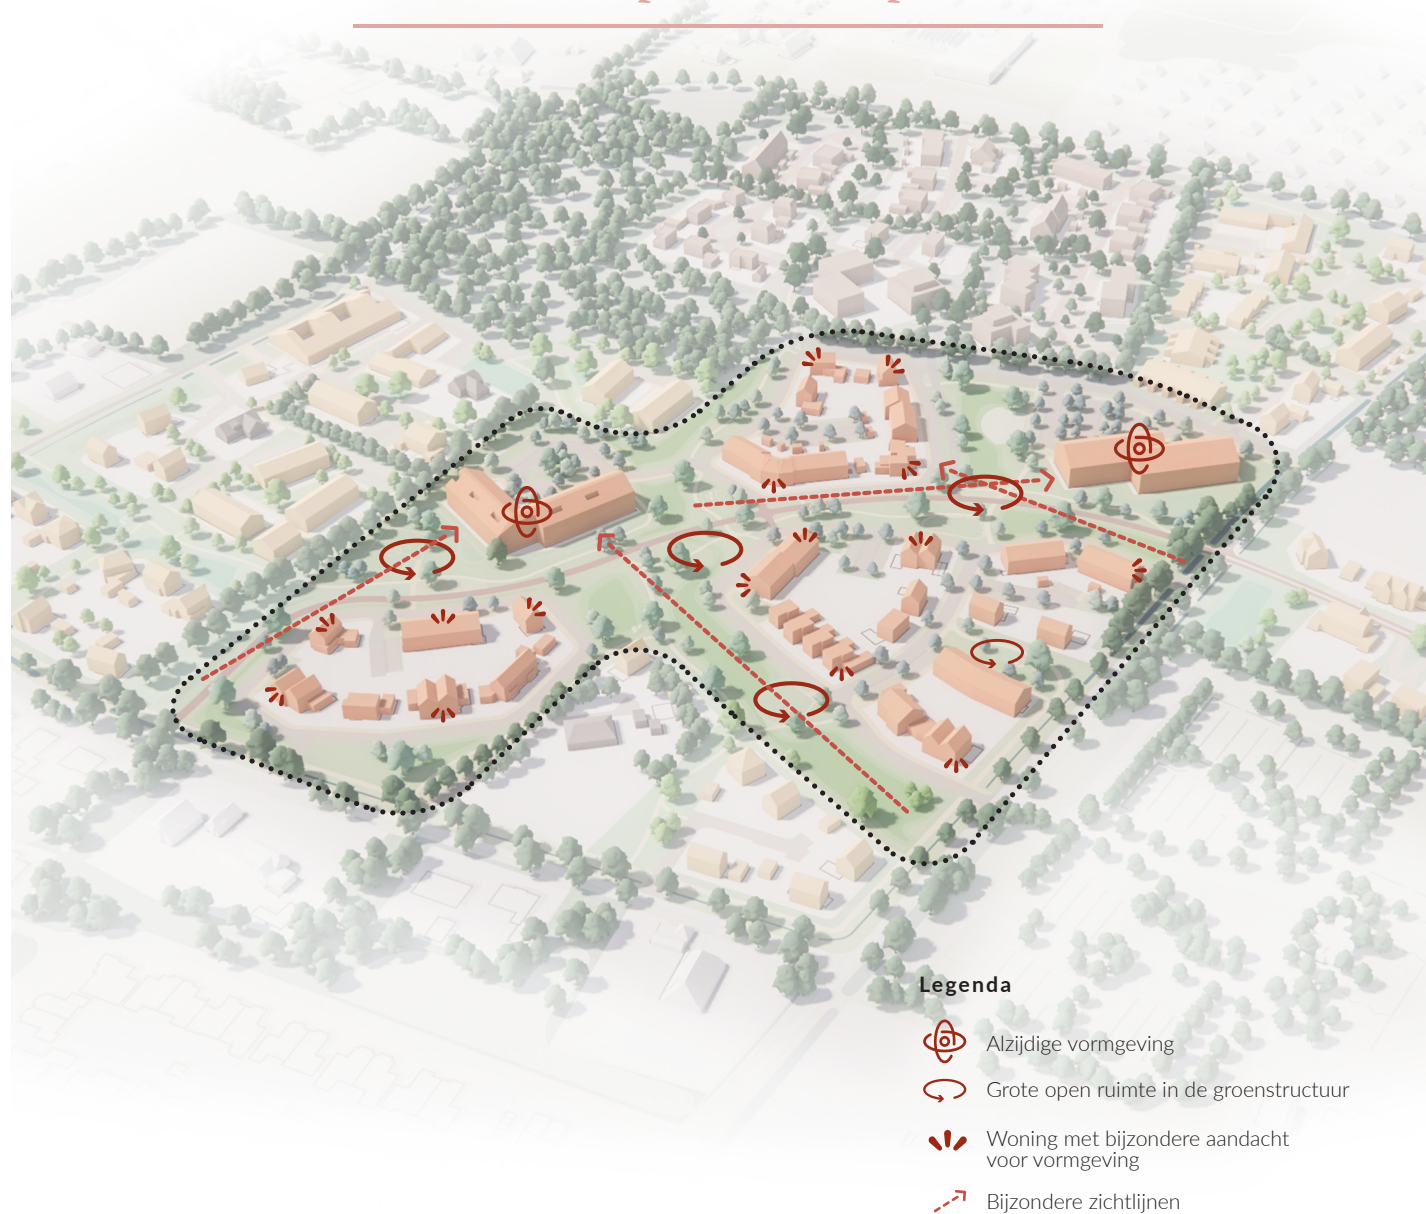 Legenda
Alzijdige vormgeving
Grote open ruimte in de groenstructuur
Woning met bijzondere aandacht
voor vormgeving
Bijzondere zichtlijnen